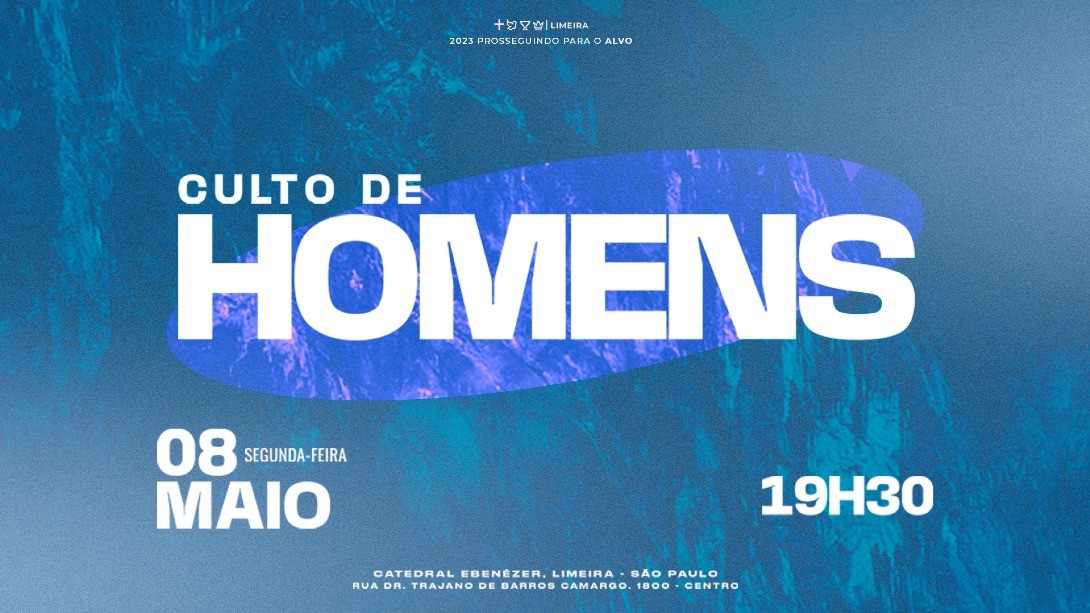 LIMEIRA
2023 PROSSEGUINDO PARA O ALVO
CULTO DE
HOMENS
08 SEGUNDA-FEIRA
MAIO
19H30
CATEDRAL EBENÉZER, LIMEIRA - SÃO PAULO
RUA DR. TRAJANO DE BARROS CAMARGO, 1800 - CENTRO